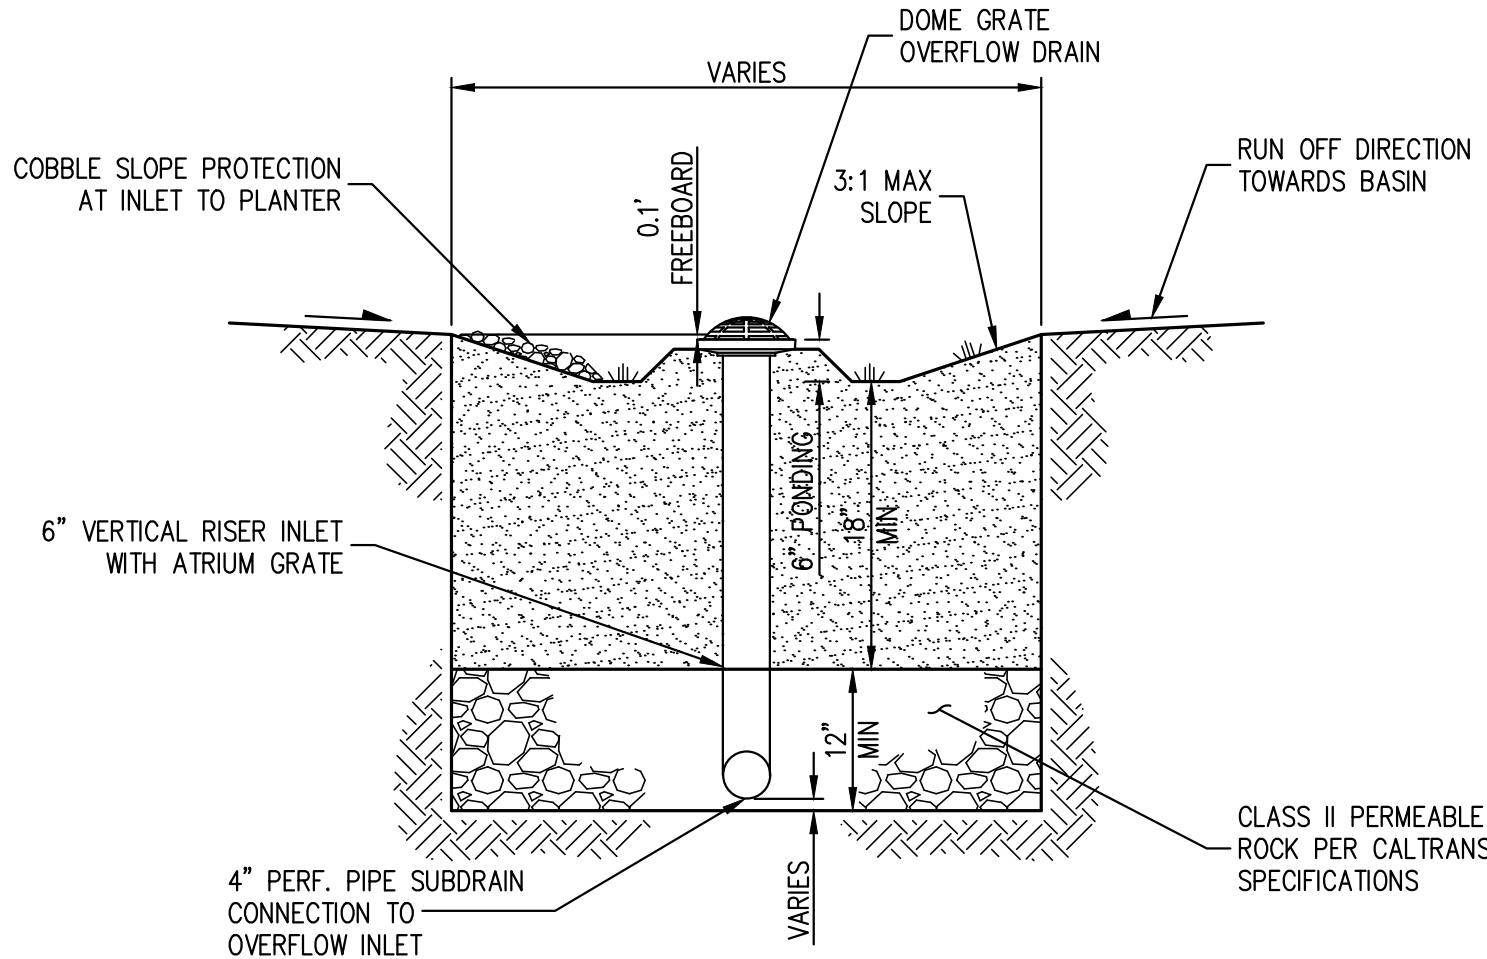 DOME GRATE
OVERFLOW DRAIN
VARIES
COBBLE SLOPE PROTECTION
AT INLET TO PLANTER
0.1'
FREEBOARD
3:1 MAX
SLOPE
RUN OFF DIRECTION
TOWARDS BASIN
6" VERTICAL RISER INLET
WITH ATRIUM GRATE
6" PONDING
18"
MIN
12"
MIN
4" PERF. PIPE SUBDRAIN
CONNECTION TO
OVERFLOW INLET
VARIES
CLASS II PERMEABLE
ROCK PER CALTRANS
SPECIFICATIONS